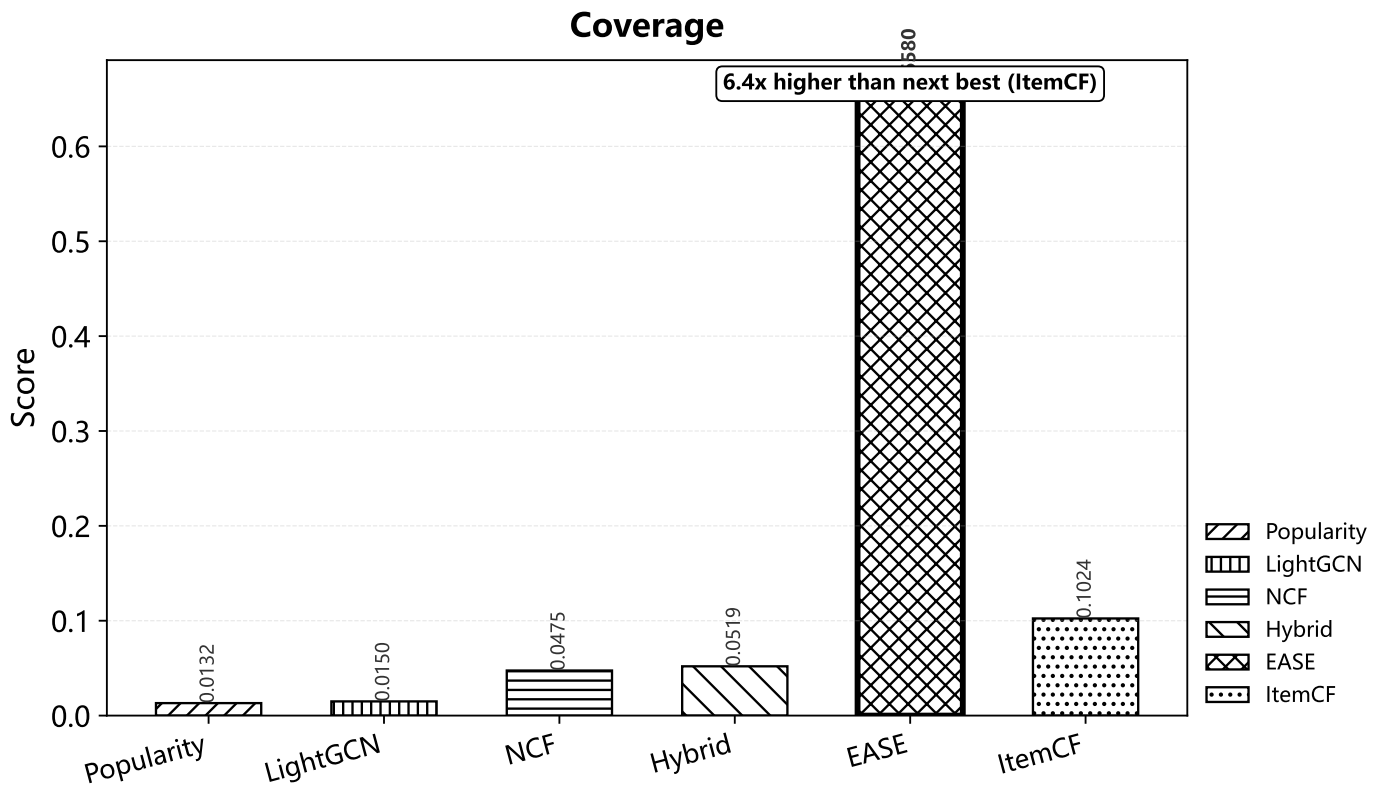 Coverage
580
6.4x higher than next best (ItemCF)
Score
0.6
0.5
0.4
0.3
0.2
0.1
0.0
0.0132
0.0150
0.0475
0.0519
0.1024
Popularity
LightGCN
NCF
Hybrid
EASE
ItemCF
Popularity
LightGCN
NCF
Hybrid
EASE
ItemCF